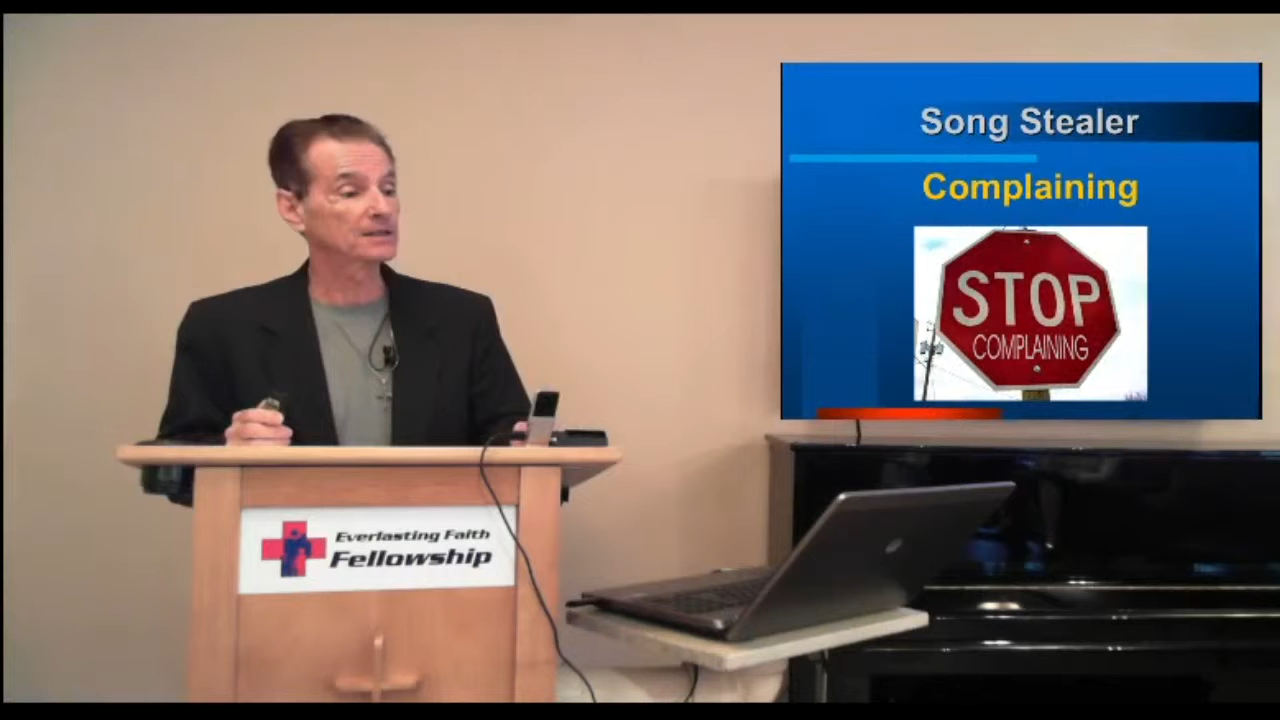 Song Stealer
Complaining
STOP
COMPLAINING
Everlasting Faith
Fellowship